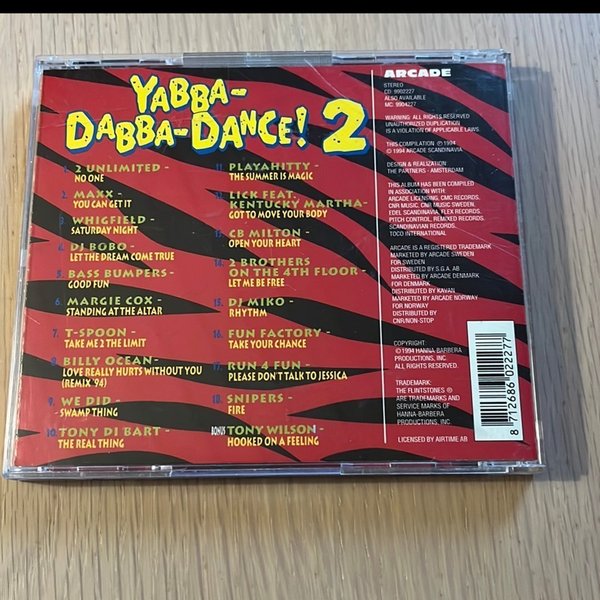 YABBA-
DABBA-DANCE! 2
1. 2 UNLIMITED -
NO ONE
2. MAXX -
YOU CAN GET IT
3. WHIGFIELD -
SATURDAY NIGHT
4. DJ BOBO -
LET THE DREAM COME TRUE
5. BASS BUMPERS -
GOOD FUN
6. MARGIE COX -
STANDING AT THE ALTAR
7. T-SPOON -
TAKE ME 2 THE LIMIT
8. BILLY OCEAN -
LOVE REALLY HURTS WITHOUT YOU
(REMIX '94)
9. WE DID -
SWAMP THING
10. TONY DI BART -
THE REAL THING
11. PLAYAHITTY -
THE SUMMER IS MAGIC
12. LICK FEAT.
KENTUCKY MARTHA -
GOT TO MOVE YOUR BODY
13. CB MILTON -
OPEN YOUR HEART
14. 2 BROTHERS
ON THE 4TH FLOOR -
LET ME BE FREE
15. DJ MIKO -
RHYTHM
16. FUN FACTORY -
TAKE YOUR CHANCE
17. RUN 4 FUN -
PLEASE DON'T TALK TO JESSICA
18. SNIPERS -
FIRE
BONUS TONY WILSON -
HOOKED ON A FEELING
ARCADE
STEREO
CD: 9902227
ALSO AVAILABLE
MC: 9904227
WARNING: ALL RIGHTS RESERVED
UNAUTHORIZED DUPLICATION
IS A VIOLATION OF APPLICABLE LAWS.
THIS COMPILATION ℗ 1994
© 1994 ARCADE SCANDINAVIA
DESIGN & REALIZATION
THE PARTNERS - AMSTERDAM
THIS ALBUM HAS BEEN COMPILED
IN ASSOCIATION WITH:
ARCADE LICENSING, CMC RECORDS,
CNR MUSIC, CNR MUSIC SWEDEN,
EDEL SCANDINAVIA, FLEX RECORDS,
PITCH CONTROL, REMIXED RECORDS,
SCANDINAVIAN RECORDS,
TOCO INTERNATIONAL
ARCADE IS A REGISTERED TRADEMARK
MARKETED BY ARCADE SWEDEN
FOR SWEDEN
DISTRIBUTED BY S.G.A. AB
MARKETED BY ARCADE DENMARK
FOR DENMARK
DISTRIBUTED BY KAVAN
MARKETED BY ARCADE NORWAY
FOR NORWAY
DISTRIBUTED BY
CNR/NON-STOP
COPYRIGHT:
© 1994 HANNA-BARBERA
PRODUCTIONS, INC
ALL RIGHTS RESERVED.
TRADEMARK:
THE FLINTSTONES ®
ARE TRADEMARKS AND
SERVICE MARKS OF
HANNA-BARBERA
PRODUCTIONS, INC
LICENSED BY AIRTIME AB
8 712686 022277